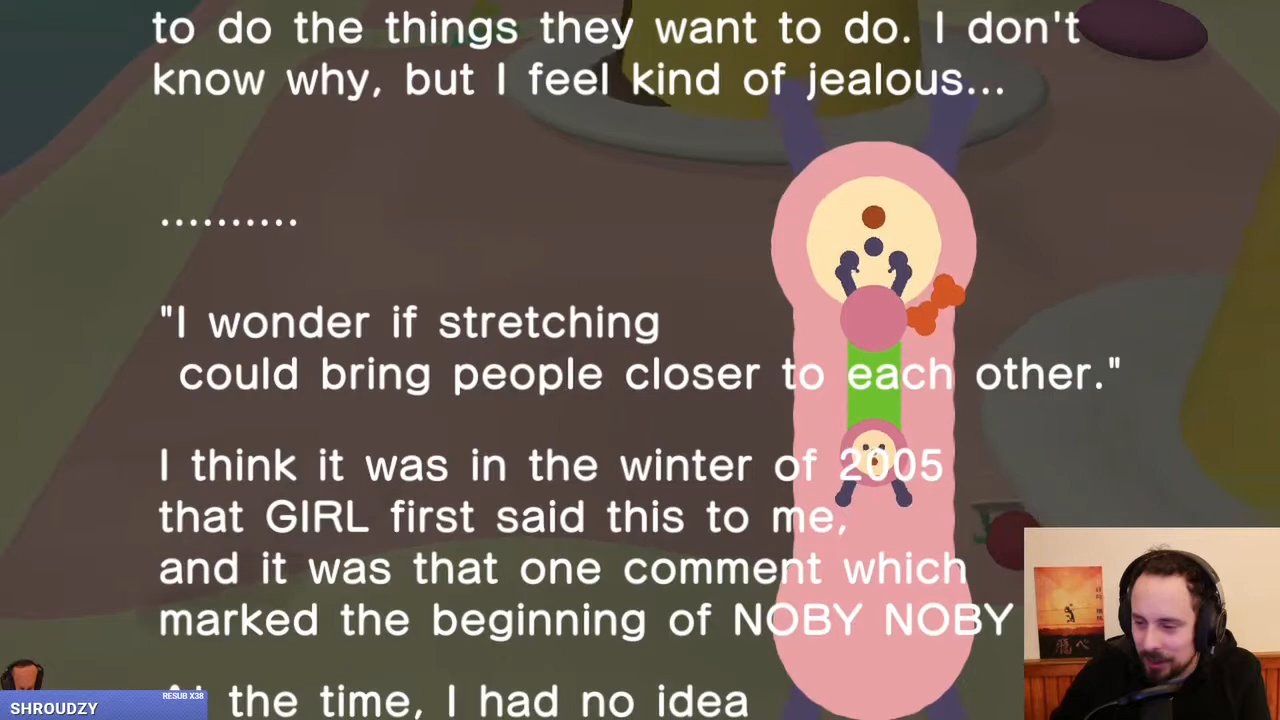 to do the things they want to do. I don't
know why, but I feel kind of jealous...
..........
"I wonder if stretching
could bring people closer to each other."
I think it was in the winter of 2005
that GIRL first said this to me,
and it was that one comment which
marked the beginning of NOBY NOBY
the time, I had no idea
RESUB X38
SHROUDZY